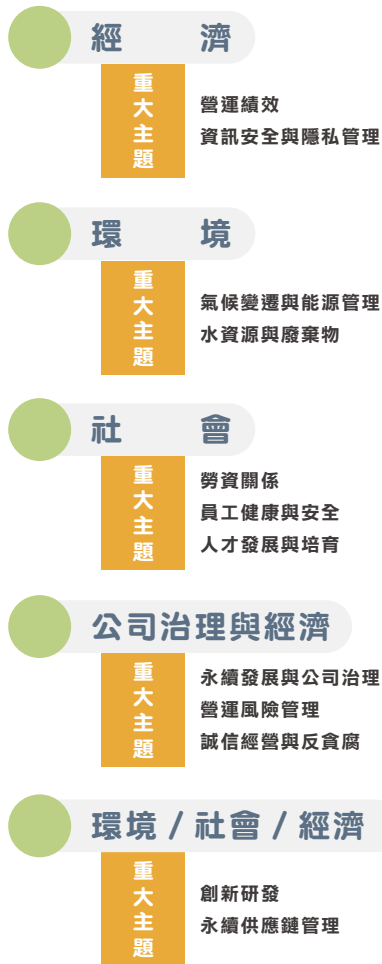 經 濟
重大主題
營運績效
資訊安全與隱私管理
環 境
重大主題
氣候變遷與能源管理
水資源與廢棄物
社 會
重大主題
勞資關係
員工健康與安全
人才發展與培育
公司治理與經濟
重大主題
永續發展與公司治理
營運風險管理
誠信經營與反貪腐
環境 / 社會 / 經濟
重大主題
創新研發
永續供應鏈管理